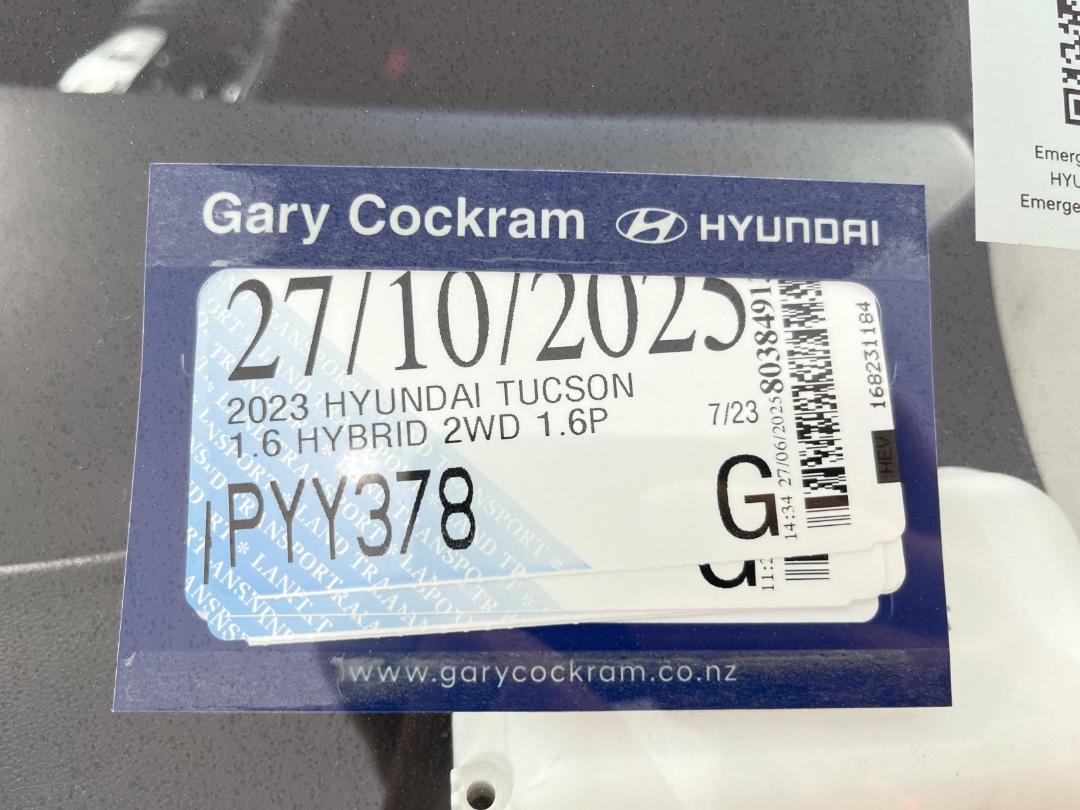 Gary Cockram HYUNDAI
27/10/2025
2023 HYUNDAI TUCSON
1.6 HYBRID 2WD 1.6P
7/23
PYY378
G
14:34 27/06/2025
168231184
HEV
www.garycockram.co.nz
HYU